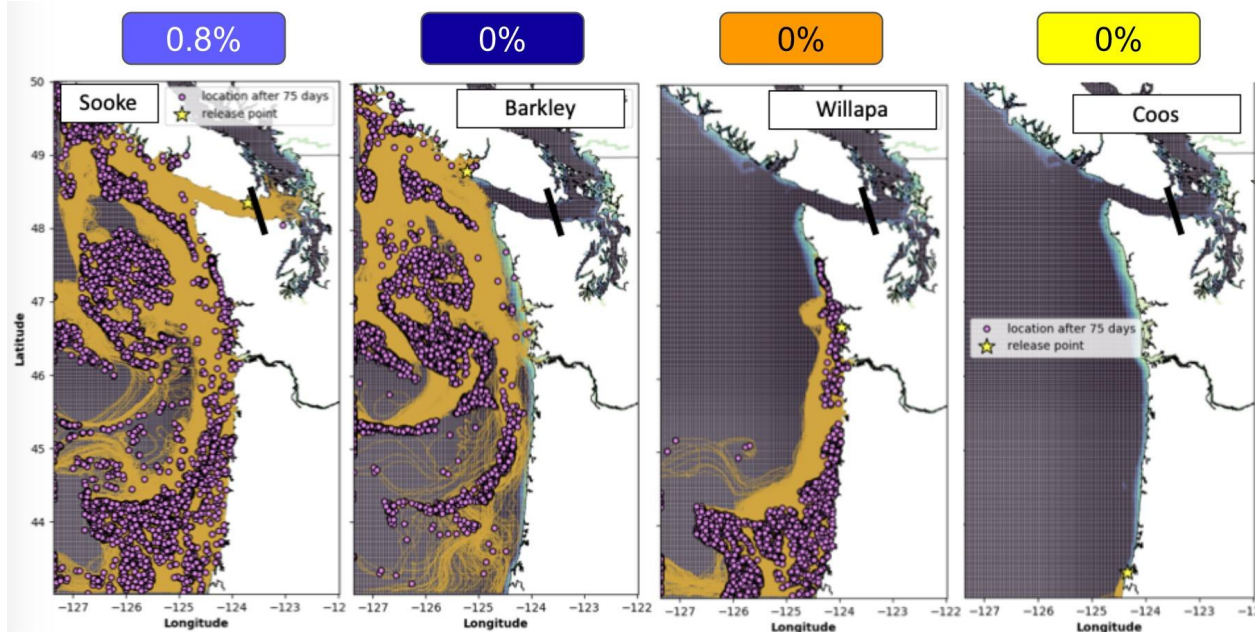 0.8%
0%
0%
0%
Sooke
location after 75 days
release point
Barkley
Willapa
Coos
location after 75 days
release point
50
49
48
47
46
45
44
Latitude
−127 −126 −125 −124 −123 −122
Longitude
−127 −126 −125 −124 −123 −122
Longitude
−127 −126 −125 −124 −123 −122
Longitude
−127 −126 −125 −124 −123
Longitude